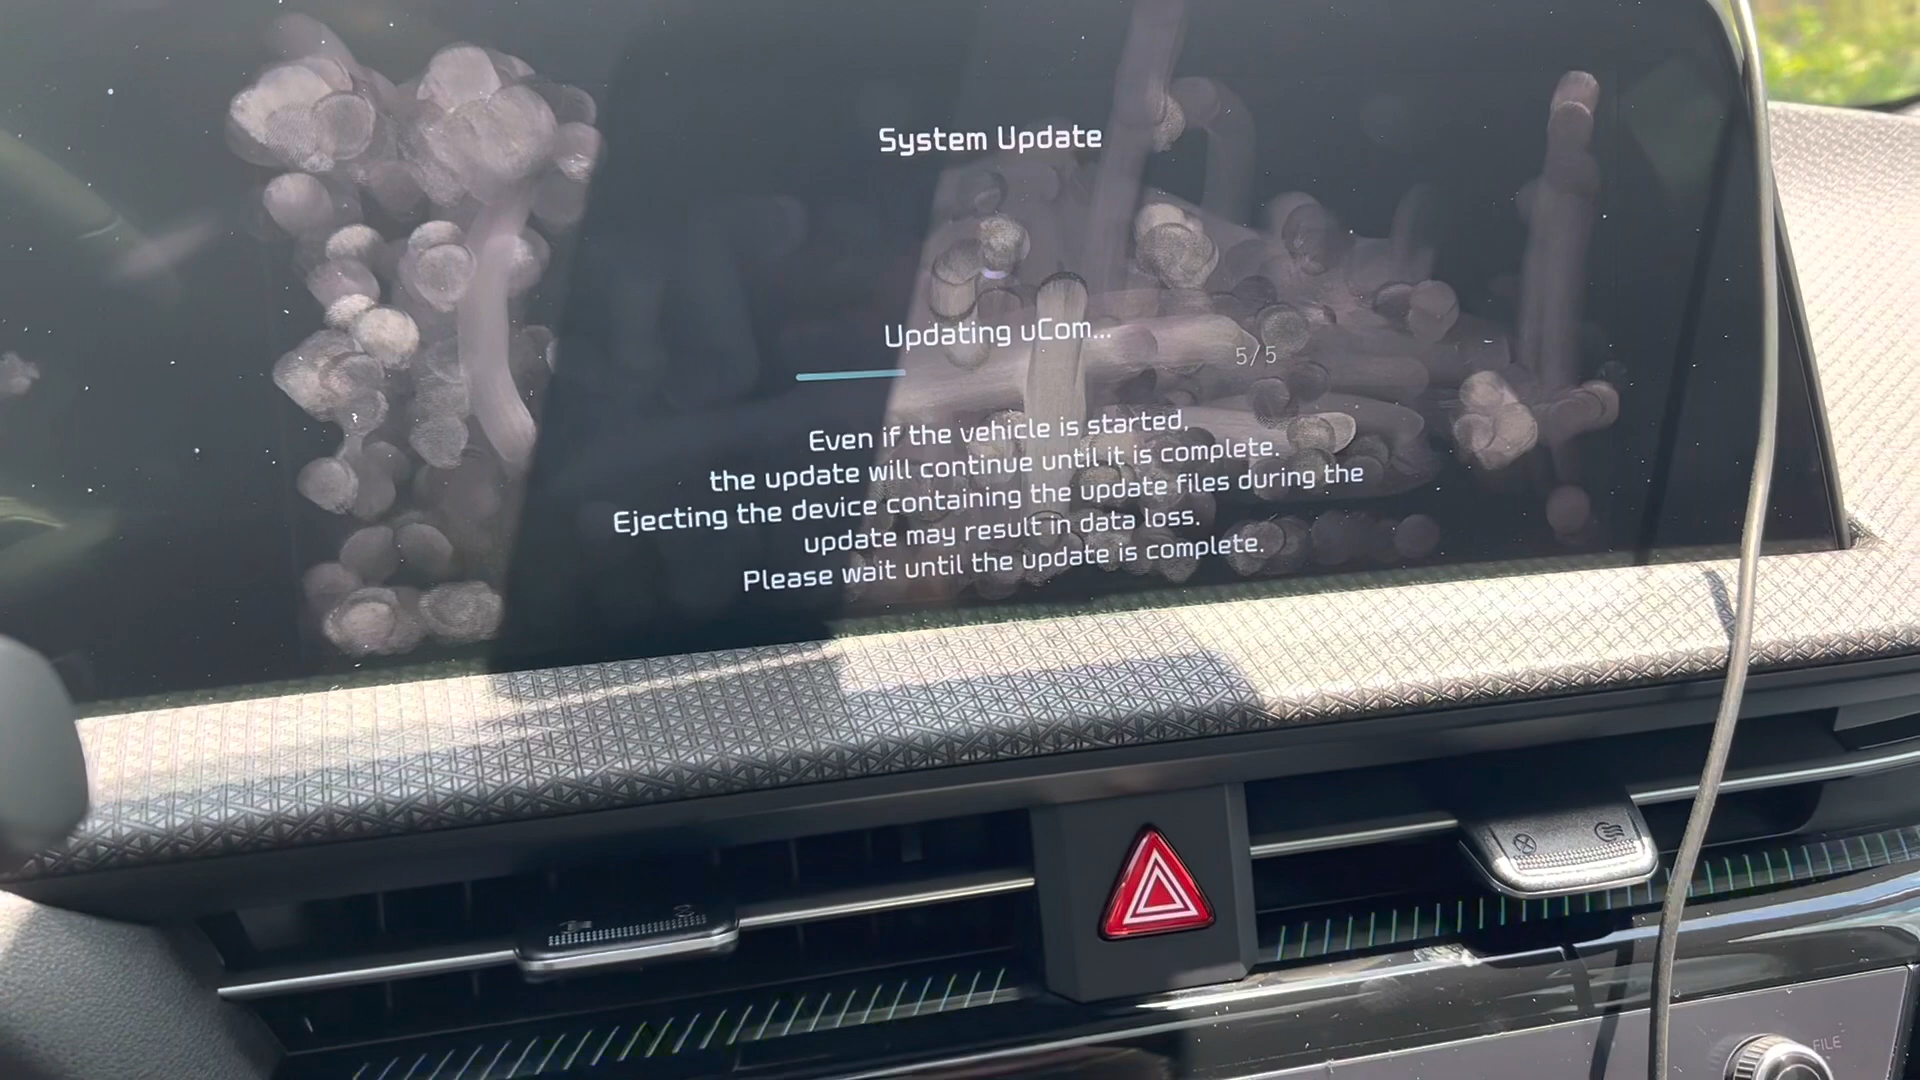 System Update
Updating uCom...
5/5
Even if the vehicle is started,
the update will continue until it is complete.
Ejecting the device containing the update files during the
update may result in data loss.
Please wait until the update is complete.
FILE